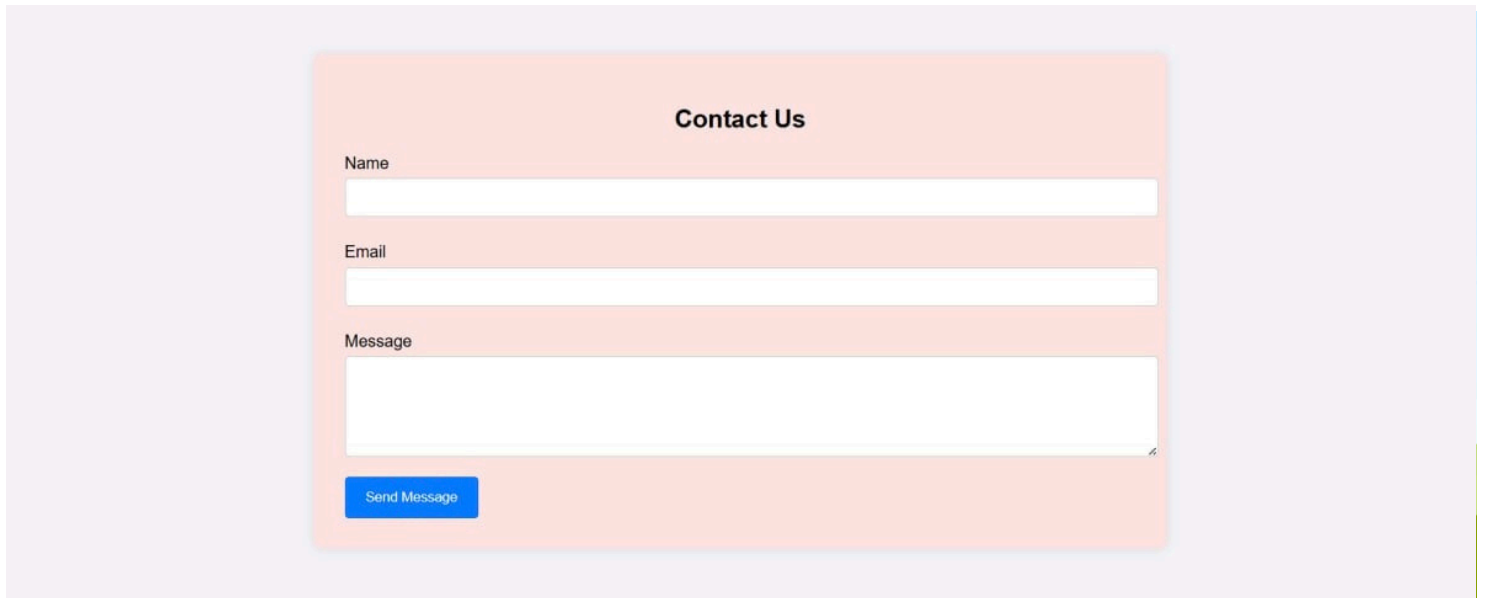 Contact Us
Name
Email
Message
Send Message